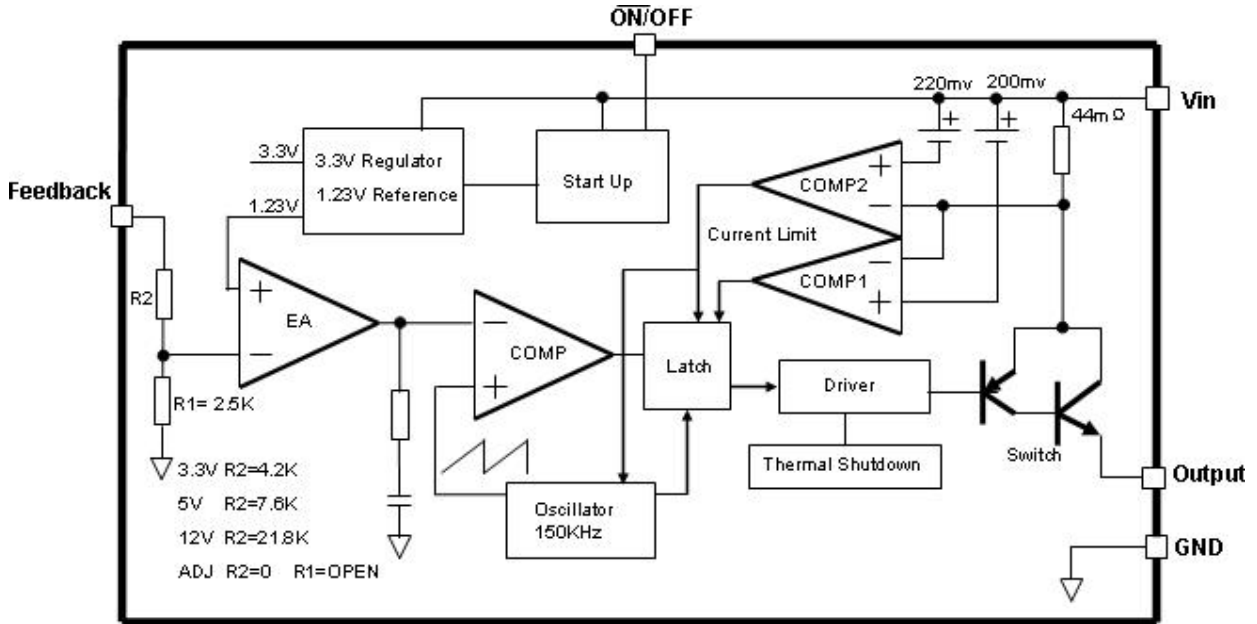 ON/OFF
220mv 200mv
Vin
44mΩ
3.3V
3.3V Regulator
1.23V Reference
Start Up
COMP2
Feedback
1.23V
Current Limit
COMP1
R2
EA
COMP
Latch
Driver
R1= 2.5K
Thermal Shutdown
Switch
3.3V R2=4.2K
5V R2=7.6K
12V R2=21.8K
ADJ R2=0 R1=OPEN
Oscillator
150KHz
Output
GND